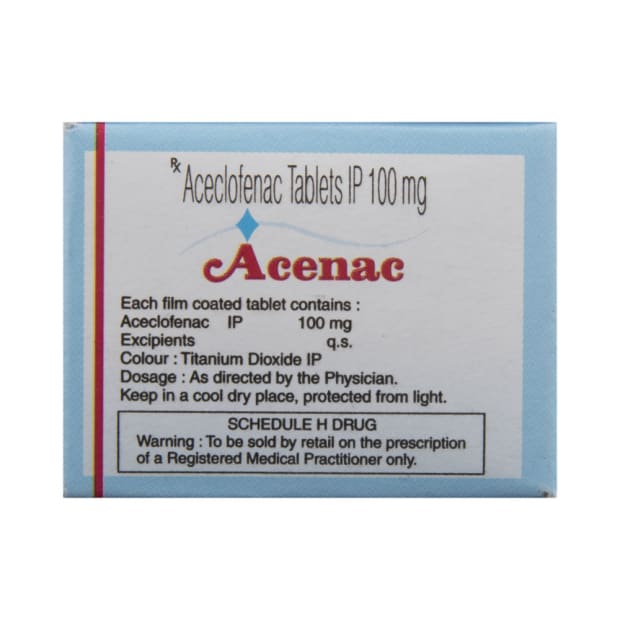 Rx Aceclofenac Tablets IP 100 mg
Acenac
Each film coated tablet contains :
Aceclofenac IP 100 mg
Excipients q.s.
Colour : Titanium Dioxide IP
Dosage : As directed by the Physician.
Keep in a cool dry place, protected from light.
SCHEDULE H DRUG
Warning : To be sold by retail on the prescription
of a Registered Medical Practitioner only.